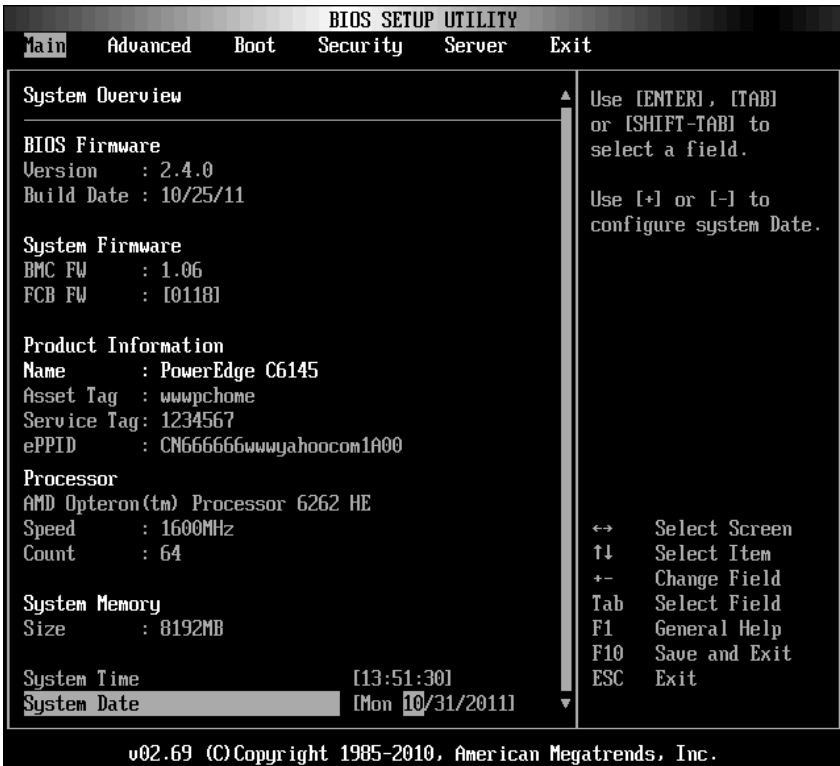 BIOS SETUP UTILITY
Main Advanced Boot Security Server Exit
System Overview
BIOS Firmware
Version : 2.4.0
Build Date : 10/25/11
System Firmware
BMC FW : 1.06
FCB FW : [0118]
Product Information
Name : PowerEdge C6145
Asset Tag : wwwpchome
Service Tag: 1234567
ePPID : CN666666wwwyahoocom1A00
Processor
AMD Opteron(tm) Processor 6262 HE
Speed : 1600MHz
Count : 64
System Memory
Size : 8192MB
System Time [13:51:30]
System Date [Mon 10/31/2011]
Use [ENTER], [TAB]
or [SHIFT-TAB] to
select a field.
Use [+] or [-] to
configure system Date.
↔ Select Screen
↑↓ Select Item
+- Change Field
Tab Select Field
F1 General Help
F10 Save and Exit
ESC Exit
v02.69 (C)Copyright 1985-2010, American Megatrends, Inc.